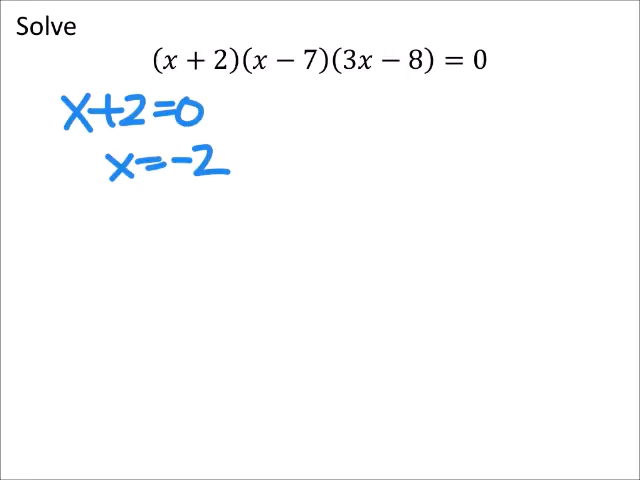 Solve
(x + 2)(x − 7)(3x − 8) = 0
x+2=0
x=-2